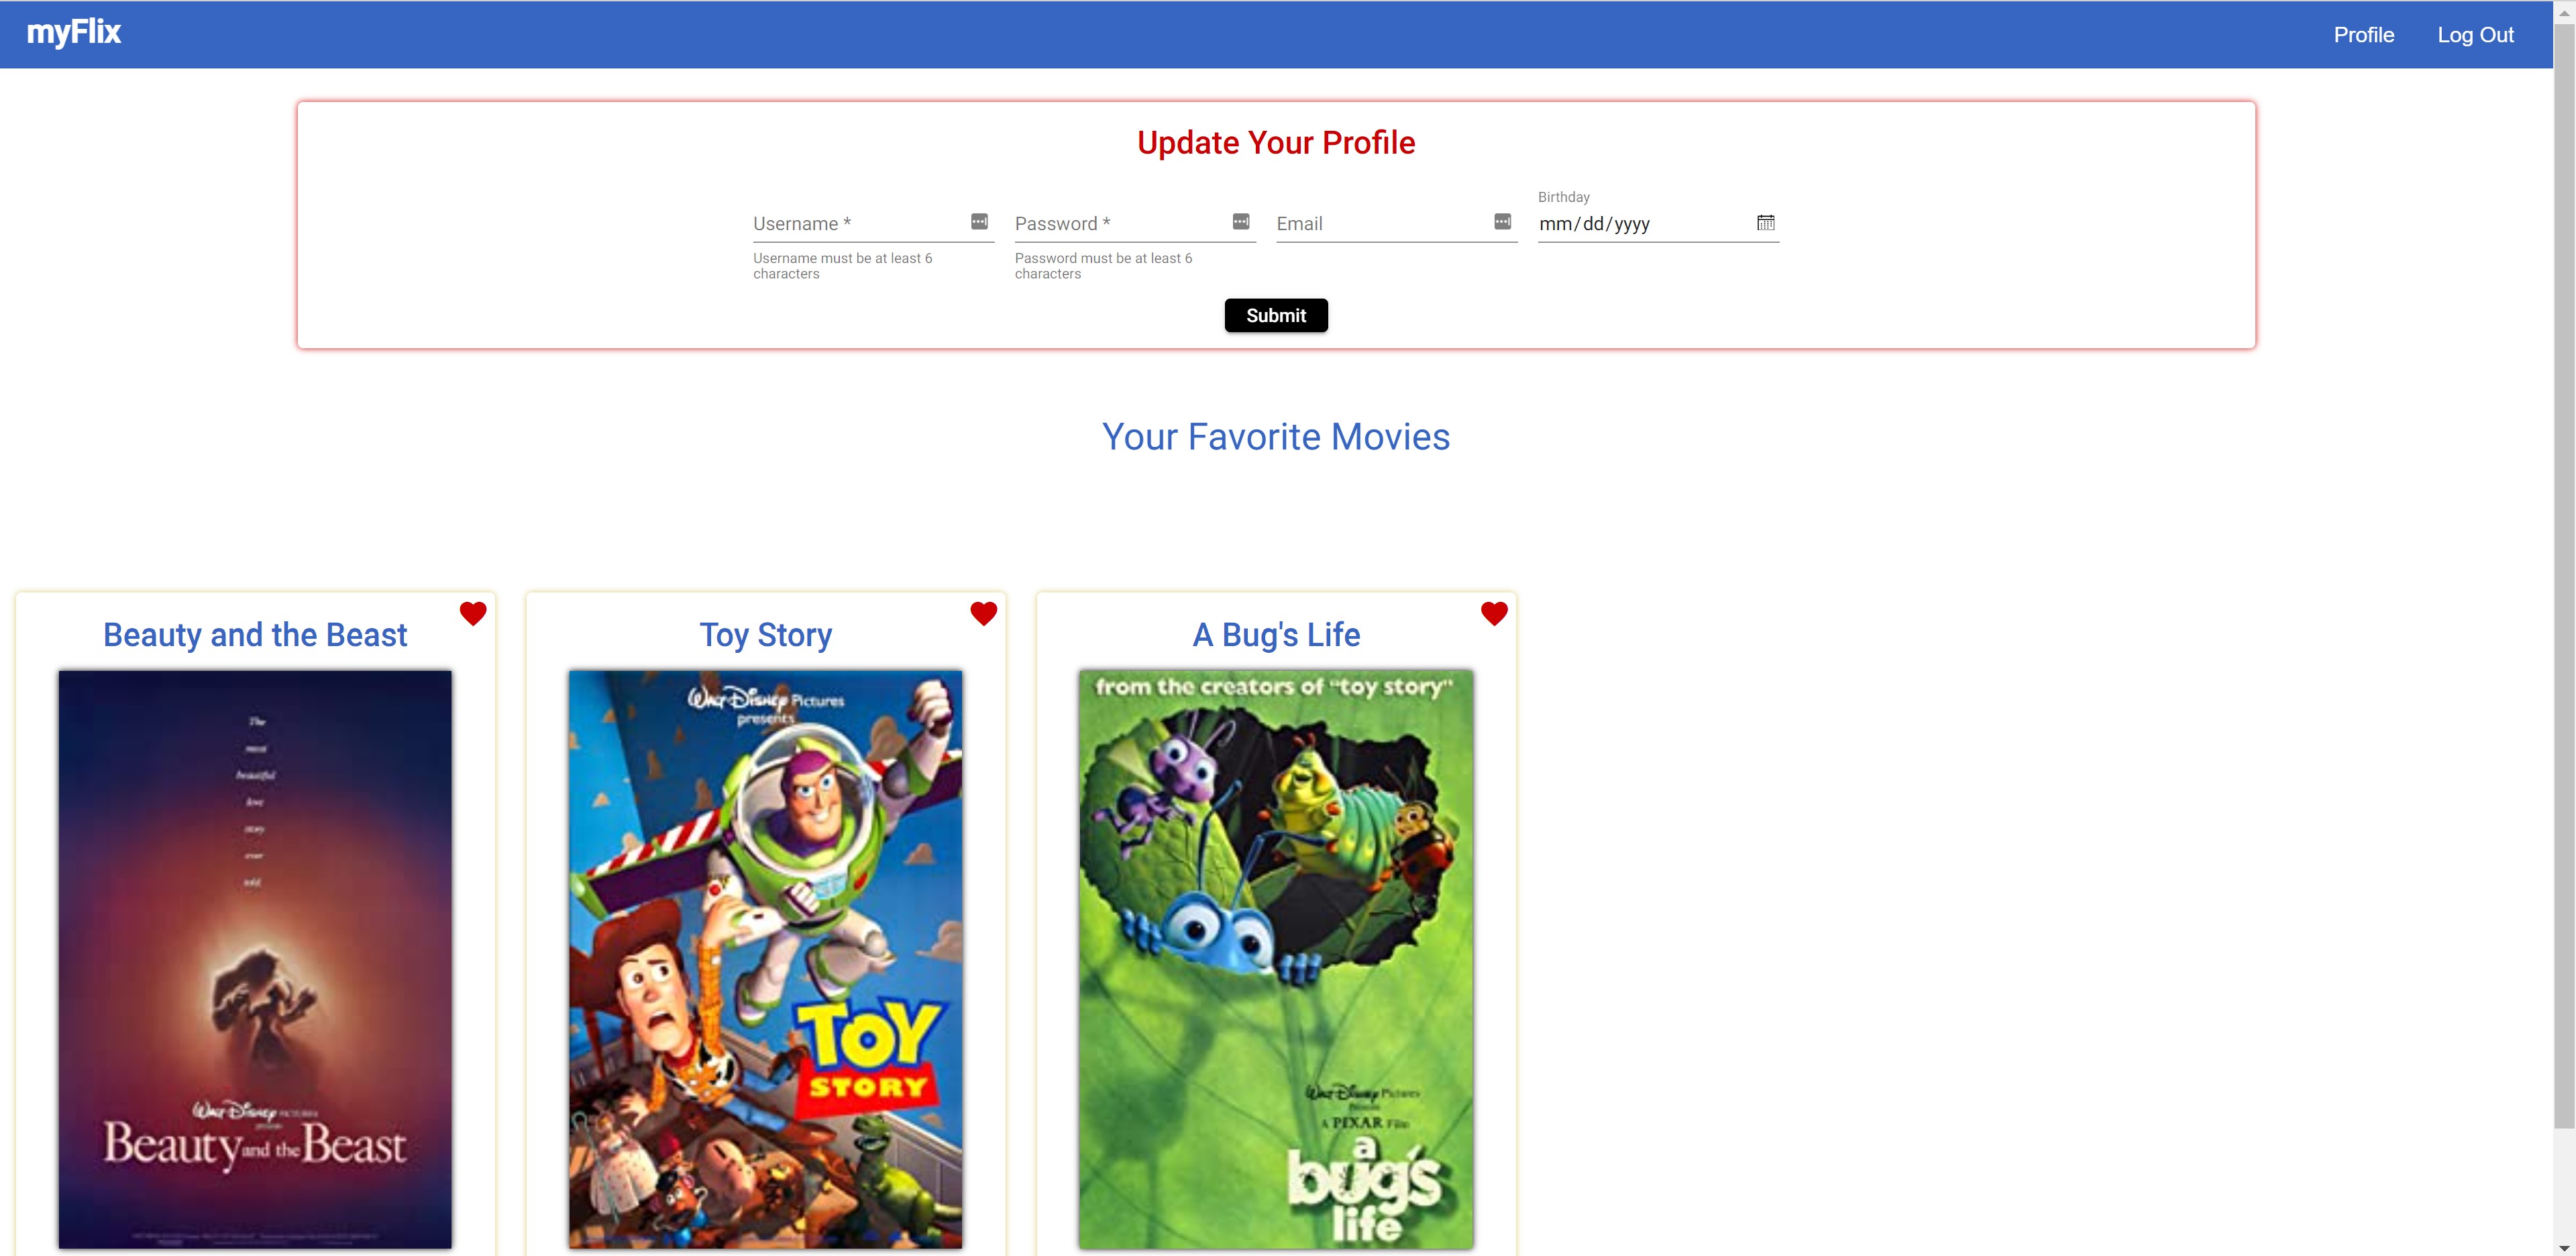 myFlix
Profile
Log Out
Update Your Profile
Birthday
Username *
Password *
Email
mm/dd/yyyy
Username must be at least 6
characters
Password must be at least 6
characters
Submit
Your Favorite Movies
Beauty and the Beast
Toy Story
A Bug's Life
The
most
beautiful
love
story
ever
told.
Walt Disney PICTURES
presents
Beauty and the Beast
Walt Disney Pictures
presents
TOY
STORY
from the creators of "toy story"
Walt Disney Pictures
Presents
A PIXAR Film
a
bug's
life